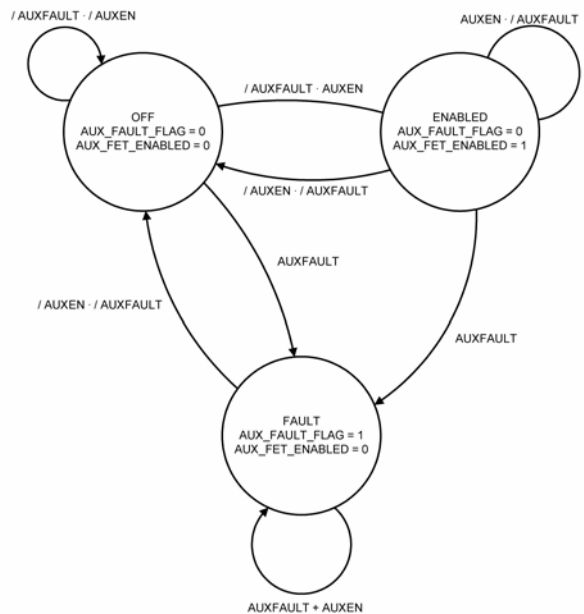 / AUXFAULT · / AUXEN
AUXEN · / AUXFAULT
/ AUXFAULT · AUXEN
OFF
AUX_FAULT_FLAG = 0
AUX_FET_ENABLED = 0
ENABLED
AUX_FAULT_FLAG = 0
AUX_FET_ENABLED = 1
/ AUXEN · / AUXFAULT
AUXFAULT
/ AUXEN · / AUXFAULT
AUXFAULT
FAULT
AUX_FAULT_FLAG = 1
AUX_FET_ENABLED = 0
AUXFAULT + AUXEN